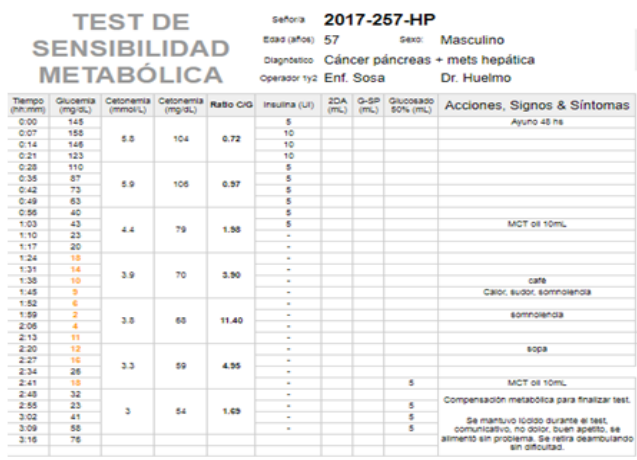 TEST DE
SENSIBILIDAD
METABÓLICA
Señor/a 2017-257-HP
Edad (años) 57 Sexo: Masculino
Diagnóstico Cáncer páncreas + mets hepática
Operador 1y2 Enf. Sosa Dr. Huelmo
Tiempo (hh:mm) Glucemia (mg/dL) Cetonemia (mmol/L) Cetonemia (mg/dL) Ratio C/G Insulina (UI) 2DA (mL) G-SP (mL) Glucosado 50% (mL) Acciones, Signos & Síntomas
0:00 145 5 Ayuno 48 hs
0:07 158 10
5.8 104 0.72
0:14 146 10
0:21 123 10
0:28 110 5
0:35 87 5
5.9 106 0.97
0:42 73 5
0:49 63 5
0:56 40 5
1:03 43 5 MCT oil 10mL
4.4 79 1.98
1:10 23 -
1:17 20 -
1:24 18 -
1:31 14 -
3.9 70 3.90
1:38 10 - café
1:45 9 - Calor, sudor, somnolencia
1:52 6 -
1:59 2 - somnolencia
3.8 68 11.40
2:06 4 -
2:13 11 -
2:20 12 - sopa
2:27 16 -
3.3 59 4.95
2:34 26 -
2:41 18 - 5 MCT oil 10mL
2:48 32 -
2:55 23 - 5
3 54 1.69
3:02 41 - 5
3:09 58 - 5
3:16 76
Compensación metabólica para finalizar test.
Se mantuvo lúcido durante el test,
comunicativo, no dolor, buen apetito, se
alimentó sin problema. Se retira deambulando
sin dificultad.